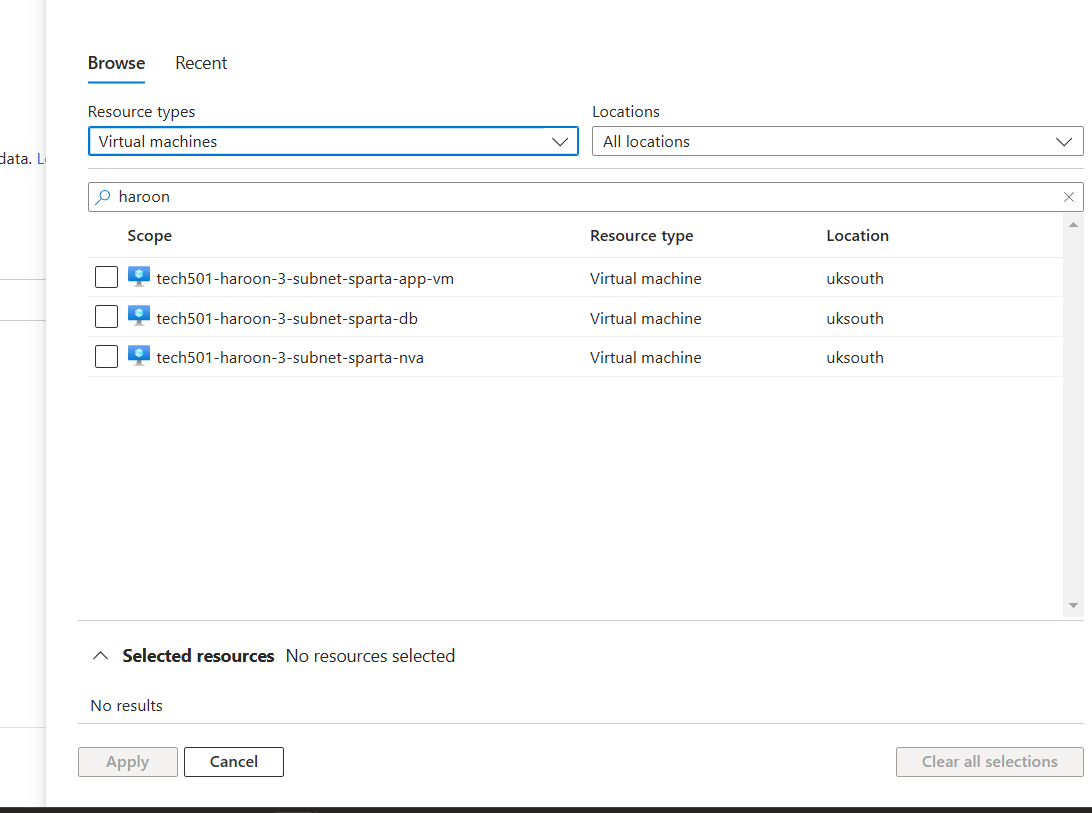 Browse Recent
Resource types Locations
Virtual machines All locations
data.
haroon
Scope Resource type Location
tech501-haroon-3-subnet-sparta-app-vm Virtual machine uksouth
tech501-haroon-3-subnet-sparta-db Virtual machine uksouth
tech501-haroon-3-subnet-sparta-nva Virtual machine uksouth
Selected resources No resources selected
No results
Apply Cancel Clear all selections